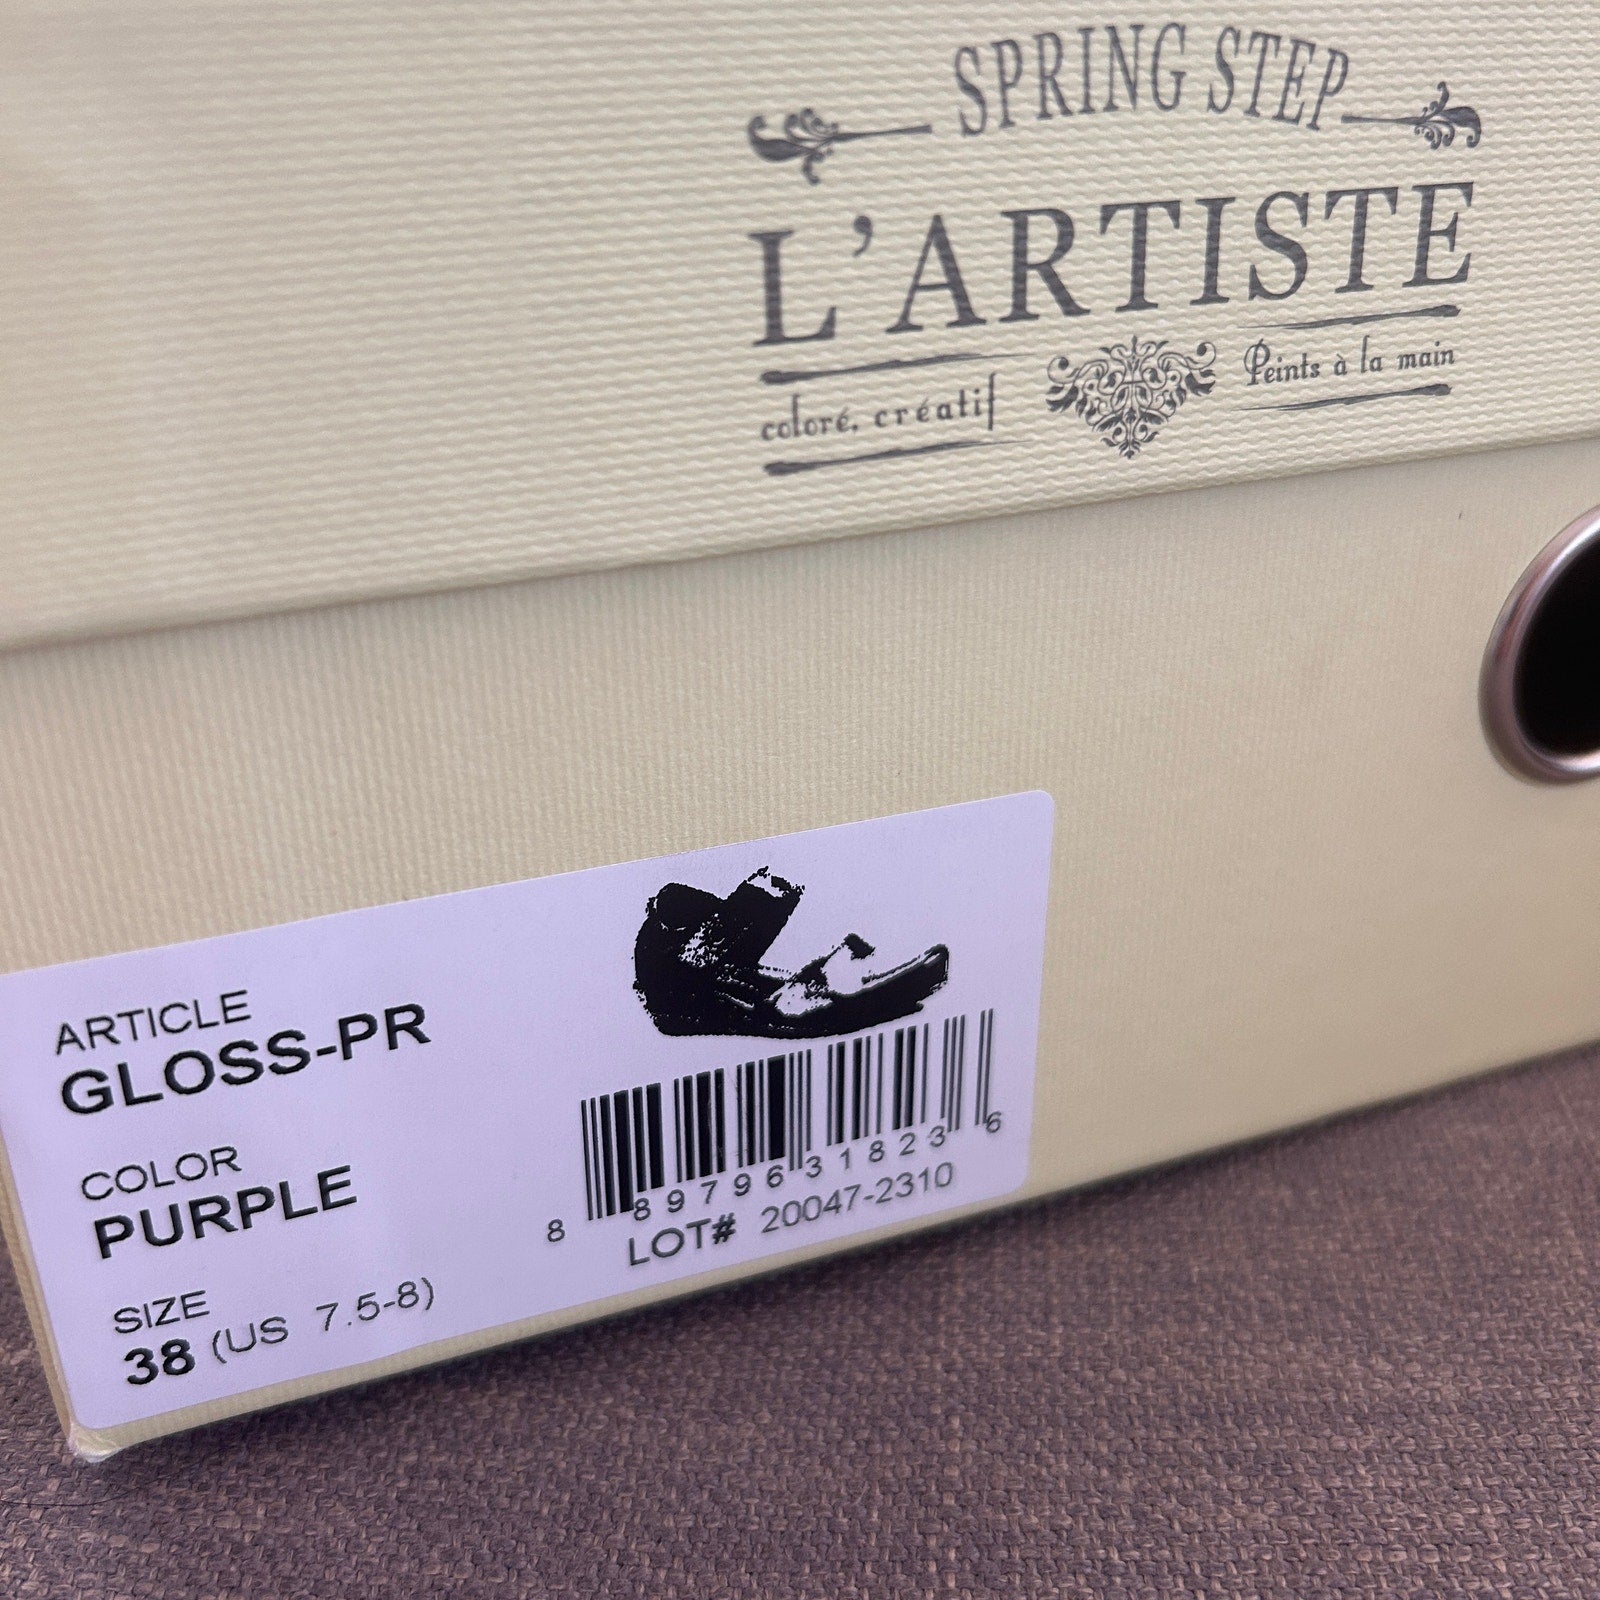 SPRING STEP
L'ARTISTE
coloré, créatif
Peints à la main
ARTICLE
GLOSS-PR
COLOR
PURPLE
SIZE
38 (US 7.5-8)
8 89796 31823 6
LOT# 20047-2310